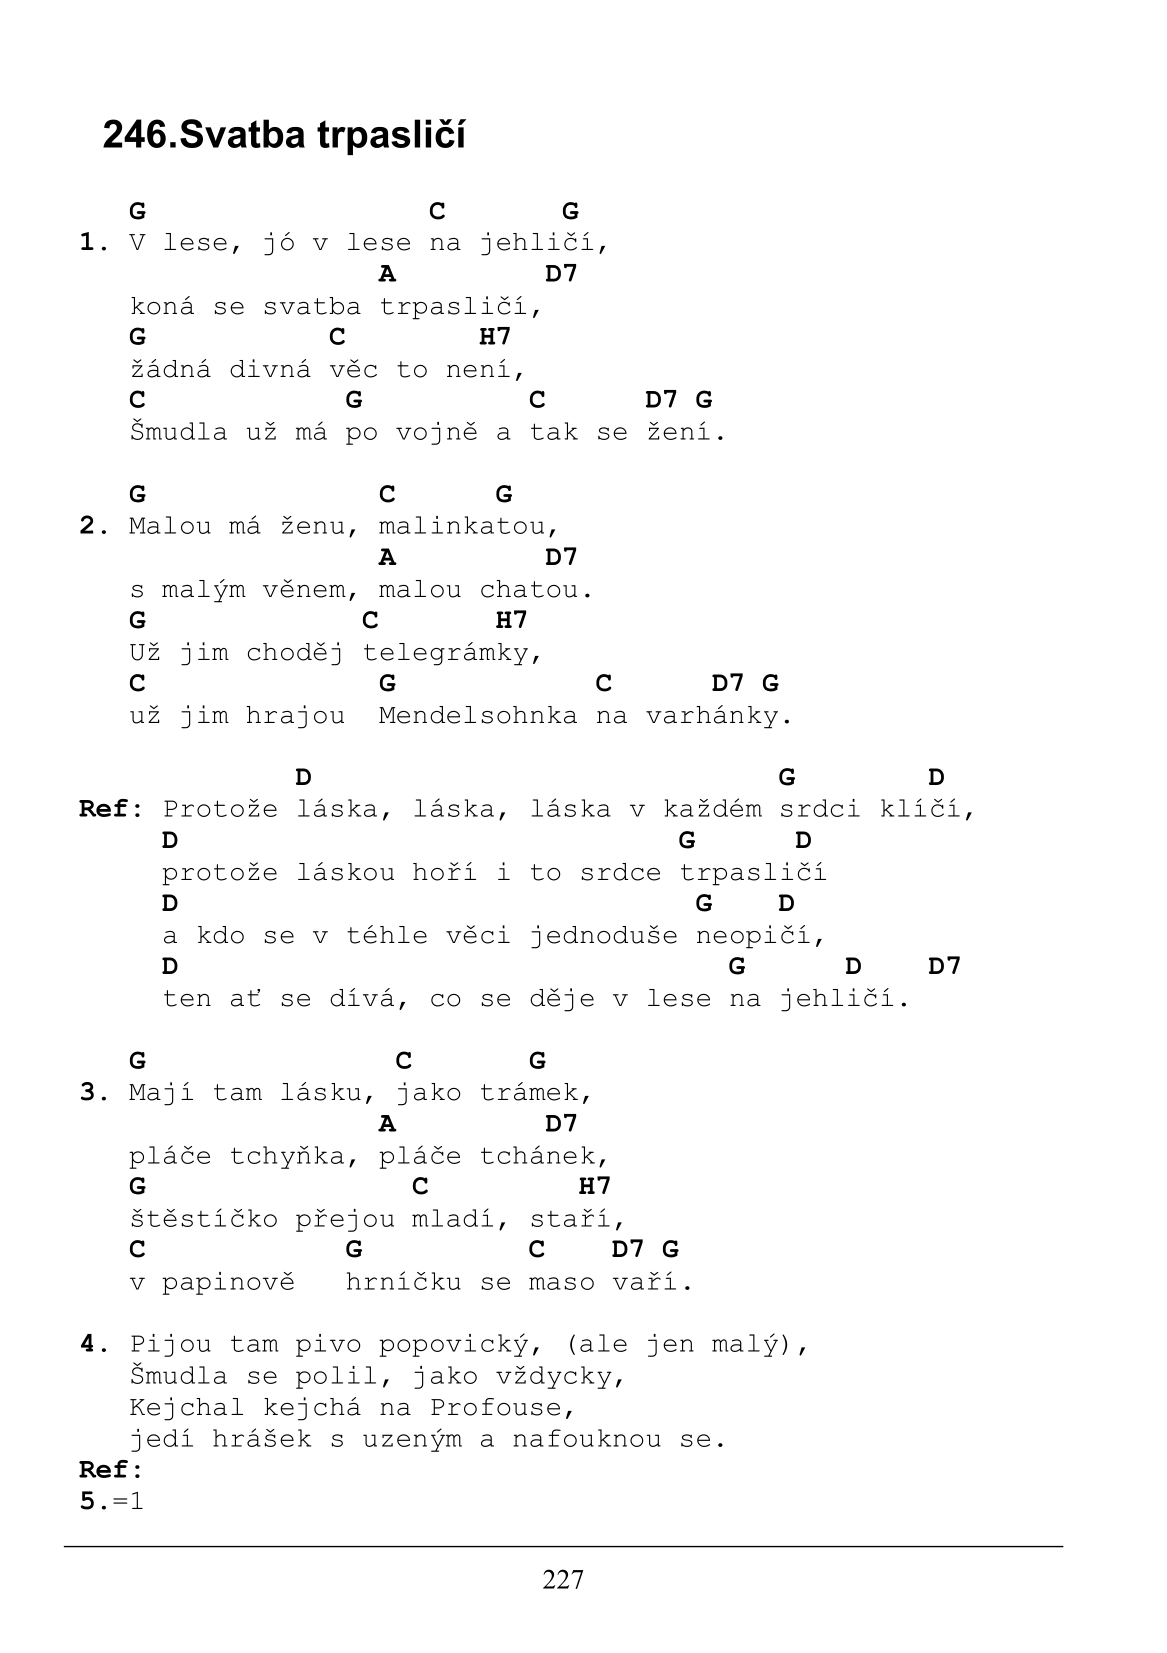 246.Svatba trpasličí
G C G
1. V lese, jó v lese na jehličí,
A D7
koná se svatba trpasličí,
G C H7
žádná divná věc to není,
C G C D7 G
Šmudla už má po vojně a tak se žení.
G C G
2. Malou má ženu, malinkatou,
A D7
s malým věnem, malou chatou.
G C H7
Už jim choděj telegrámky,
C G C D7 G
už jim hrajou Mendelsohnka na varhánky.
D G D
Ref: Protože láska, láska, láska v každém srdci klíčí,
D G D
protože láskou hoří i to srdce trpasličí
D G D
a kdo se v téhle věci jednoduše neopičí,
D G D D7
ten ať se dívá, co se děje v lese na jehličí.
G C G
3. Mají tam lásku, jako trámek,
A D7
pláče tchyňka, pláče tchánek,
G C H7
štěstíčko přejou mladí, staří,
C G C D7 G
v papinově hrníčku se maso vaří.
4. Pijou tam pivo popovický, (ale jen malý),
Šmudla se polil, jako vždycky,
Kejchal kejchá na Profouse,
jedí hrášek s uzeným a nafouknou se.
Ref:
5.=1
227